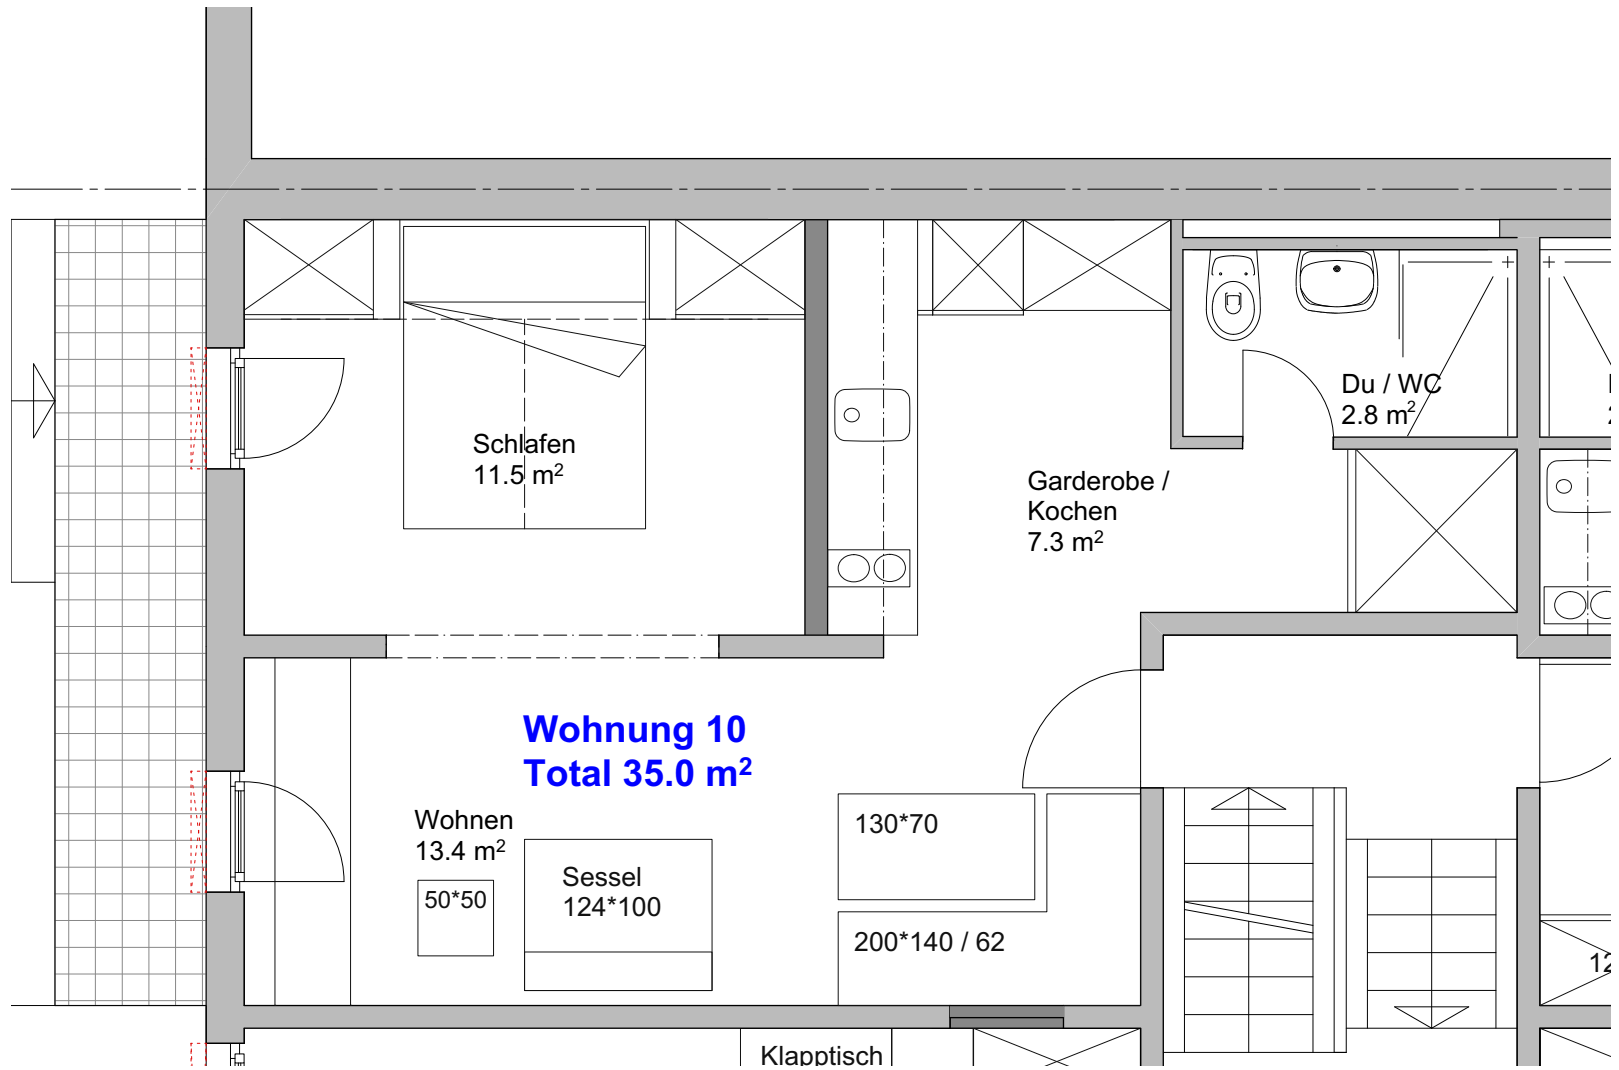 Du / WC
2.8 m²
Schlafen
11.5 m²
Garderobe /
Kochen
7.3 m²
Wohnung 10
Total 35.0 m²
Wohnen
13.4 m²
50*50
Sessel
124*100
130*70
200*140 / 62
12
Klapptisch